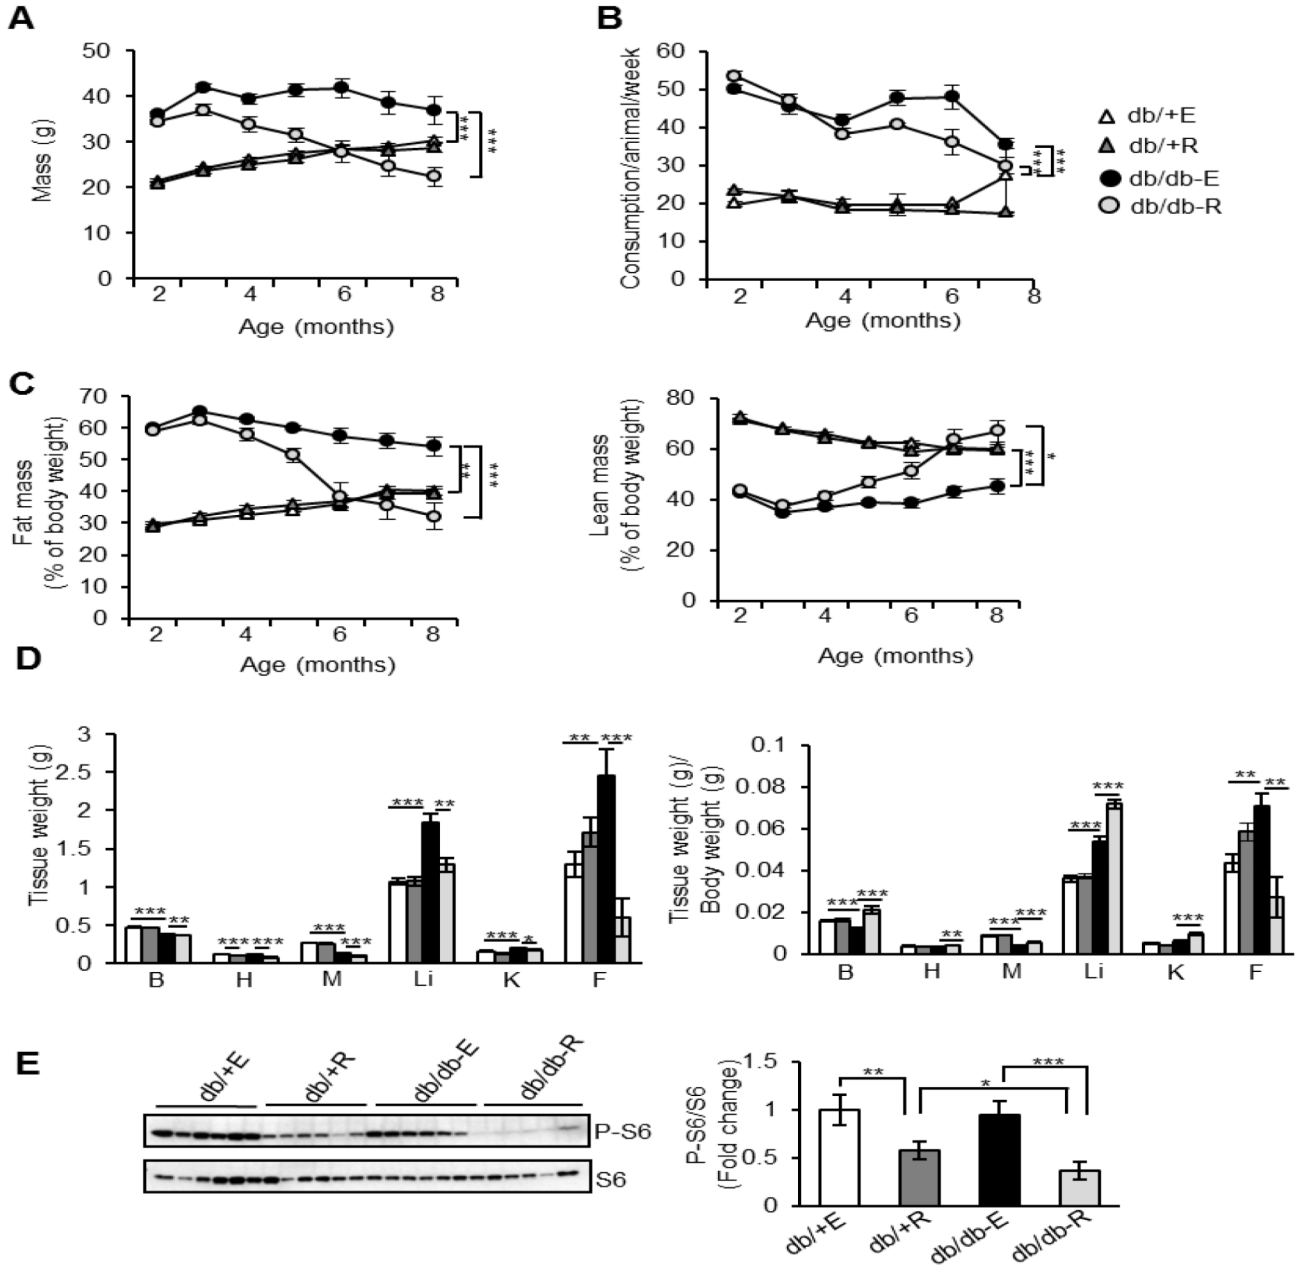 A
50
40
30
20
10
0
Mass (g)
2 4 6 8
Age (months)
***
***
B
60
50
40
30
20
10
0
Consumption/animal/week
2 4 6 8
Age (months)
***
***
db/+E
db/+R
db/db-E
db/db-R
C
70
60
50
40
30
20
10
0
Fat mass
(% of body weight)
2 4 6 8
Age (months)
**
***
80
60
40
20
0
Lean mass
(% of body weight)
2 4 6 8
Age (months)
***
*
D
3
2.5
2
1.5
1
0.5
0
Tissue weight (g)
*** ** *** *** *** *** *** ** *** * ** ***
B H M Li K F
0.1
0.08
0.06
0.04
0.02
0
Tissue weight (g)/
Body weight (g)
*** *** ** *** *** *** *** *** ** **
B H M Li K F
E
db/+E db/+R db/db-E db/db-R
P-S6
S6
1.5
1
0.5
0
P-S6/S6
(Fold change)
** * ***
db/+E db/+R db/db-E db/db-R